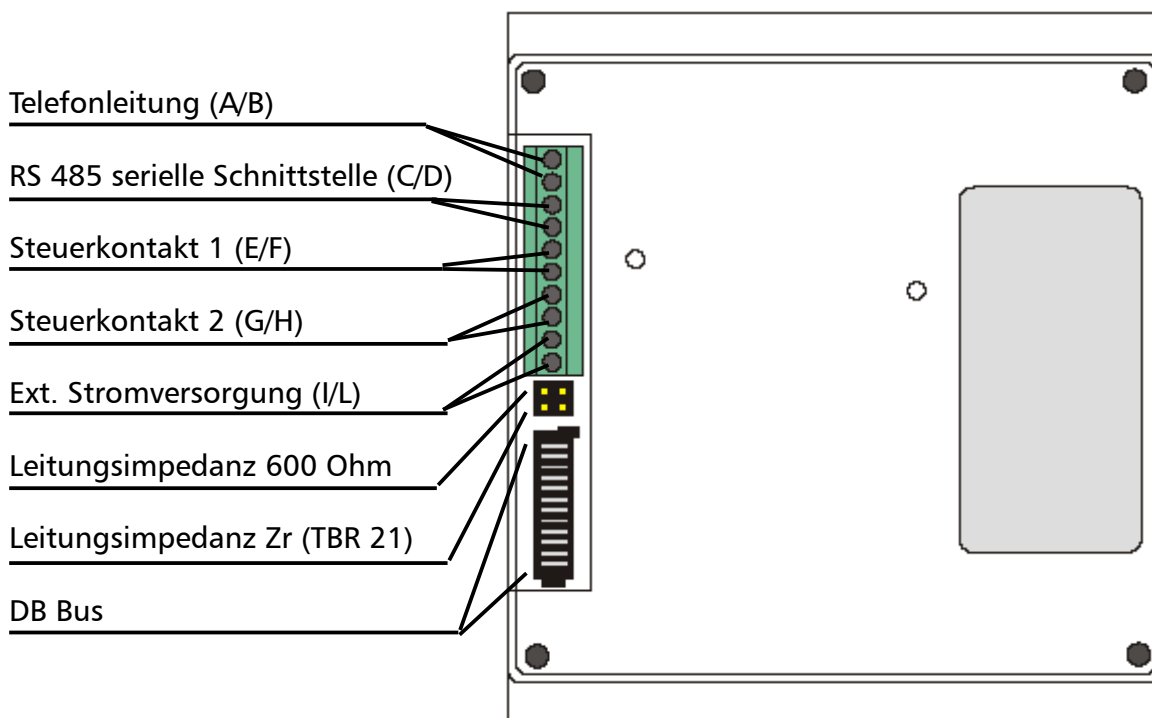 Telefonleitung (A/B)
RS 485 serielle Schnittstelle (C/D)
Steuerkontakt 1 (E/F)
Steuerkontakt 2 (G/H)
Ext. Stromversorgung (I/L)
Leitungsimpedanz 600 Ohm
Leitungsimpedanz Zr (TBR 21)
DB Bus